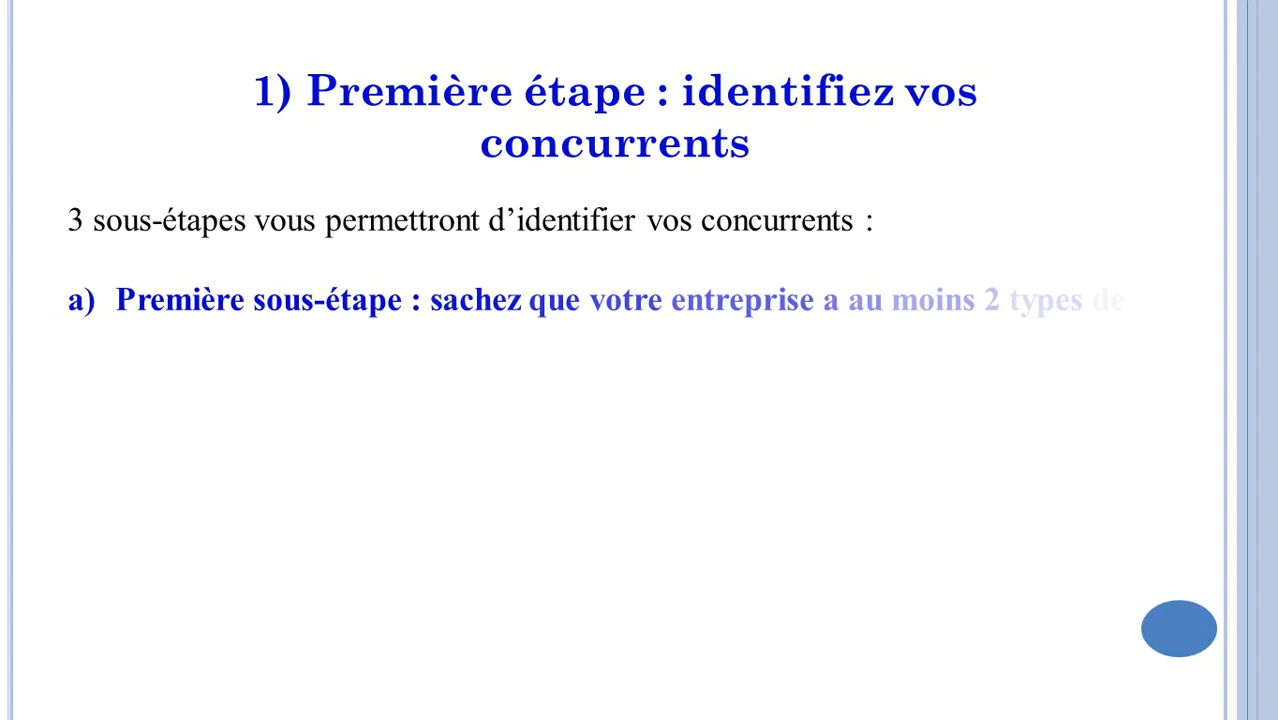 1) Première étape : identifiez vos
concurrents
3 sous-étapes vous permettront d’identifier vos concurrents :
a) Première sous-étape : sachez que votre entreprise a au moins 2 types de